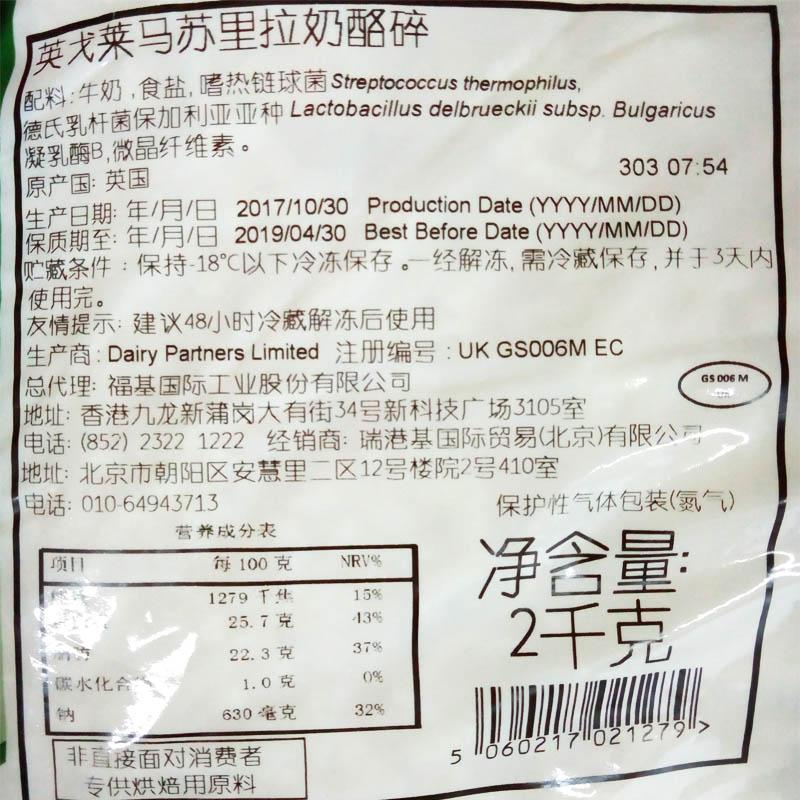 英戈莱马苏里拉奶酪碎
配料:牛奶,食盐,嗜热链球菌 Streptococcus thermophilus,
德氏乳杆菌保加利亚亚种 Lactobacillus delbrueckii subsp. Bulgaricus
凝乳酶B,微晶纤维素。
303 07:54
原产国: 英国
生产日期: 年/月/日 2017/10/30 Production Date (YYYY/MM/DD)
保质期至: 年/月/日 2019/04/30 Best Before Date (YYYY/MM/DD)
贮藏条件:保持-18°C以下冷冻保存。一经解冻,需冷藏保存,并于3天内
使用完。
友情提示: 建议48小时冷藏解冻后使用
生产商: Dairy Partners Limited 注册编号: UK GS006M EC
GS 006 M
总代理: 福基国际工业股份有限公司
地址: 香港九龙新蒲岗大有街34号新科技广场3105室
电话: (852) 2322 1222 经销商: 瑞港基国际贸易(北京)有限公司
地址: 北京市朝阳区安慧里二区12号楼院2号410室
电话: 010-64943713
保护性气体包装(氮气)
营养成分表
项目 每 100 克 NRV%
1279 千焦 15%
25.7 克 43%
22.3 克 37%
碳水化合物 1.0 克 0%
钠 630 毫克 32%
净含量:
2千克
5 060217 021279 >
非直接面对消费者
专供烘焙用原料